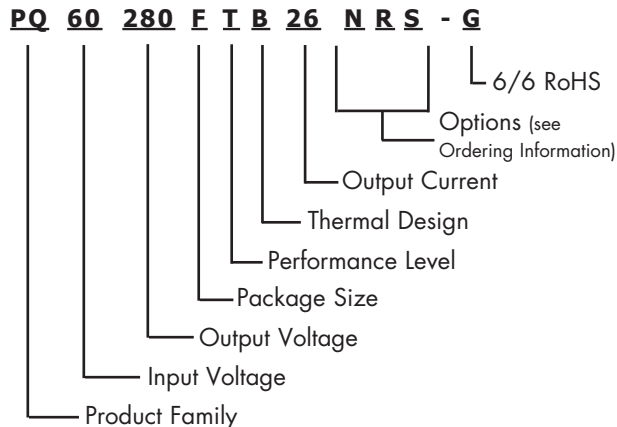 PQ 60 280 F T B 26 N R S - G
6/6 RoHS
Options (see
Ordering Information)
Output Current
Thermal Design
Performance Level
Package Size
Output Voltage
Input Voltage
Product Family